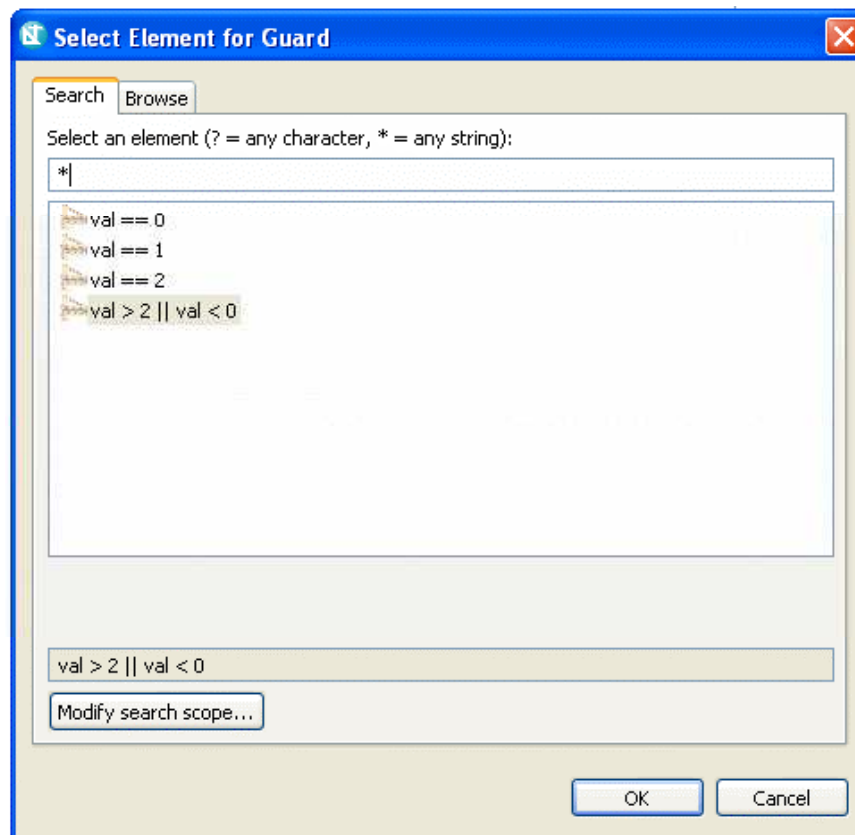 Select Element for Guard
Search Browse
Select an element (? = any character, * = any string):
*
val == 0
val == 1
val == 2
val > 2 || val < 0
val > 2 || val < 0
Modify search scope...
OK Cancel